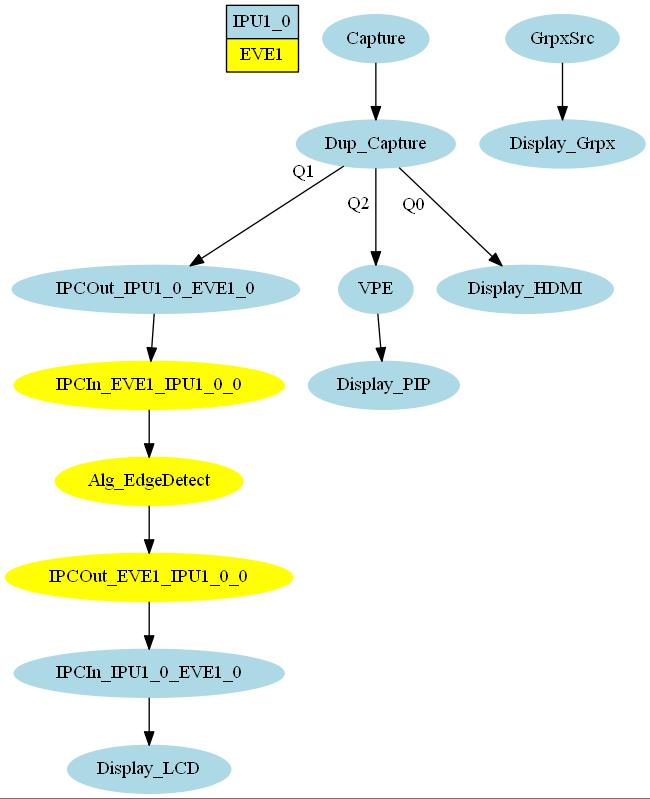 IPU1_0
EVE1
Capture
GrpxSrc
Dup_Capture
Display_Grpx
Q1
Q2
Q0
IPCOut_IPU1_0_EVE1_0
VPE
Display_HDMI
IPCIn_EVE1_IPU1_0_0
Display_PIP
Alg_EdgeDetect
IPCOut_EVE1_IPU1_0_0
IPCIn_IPU1_0_EVE1_0
Display_LCD